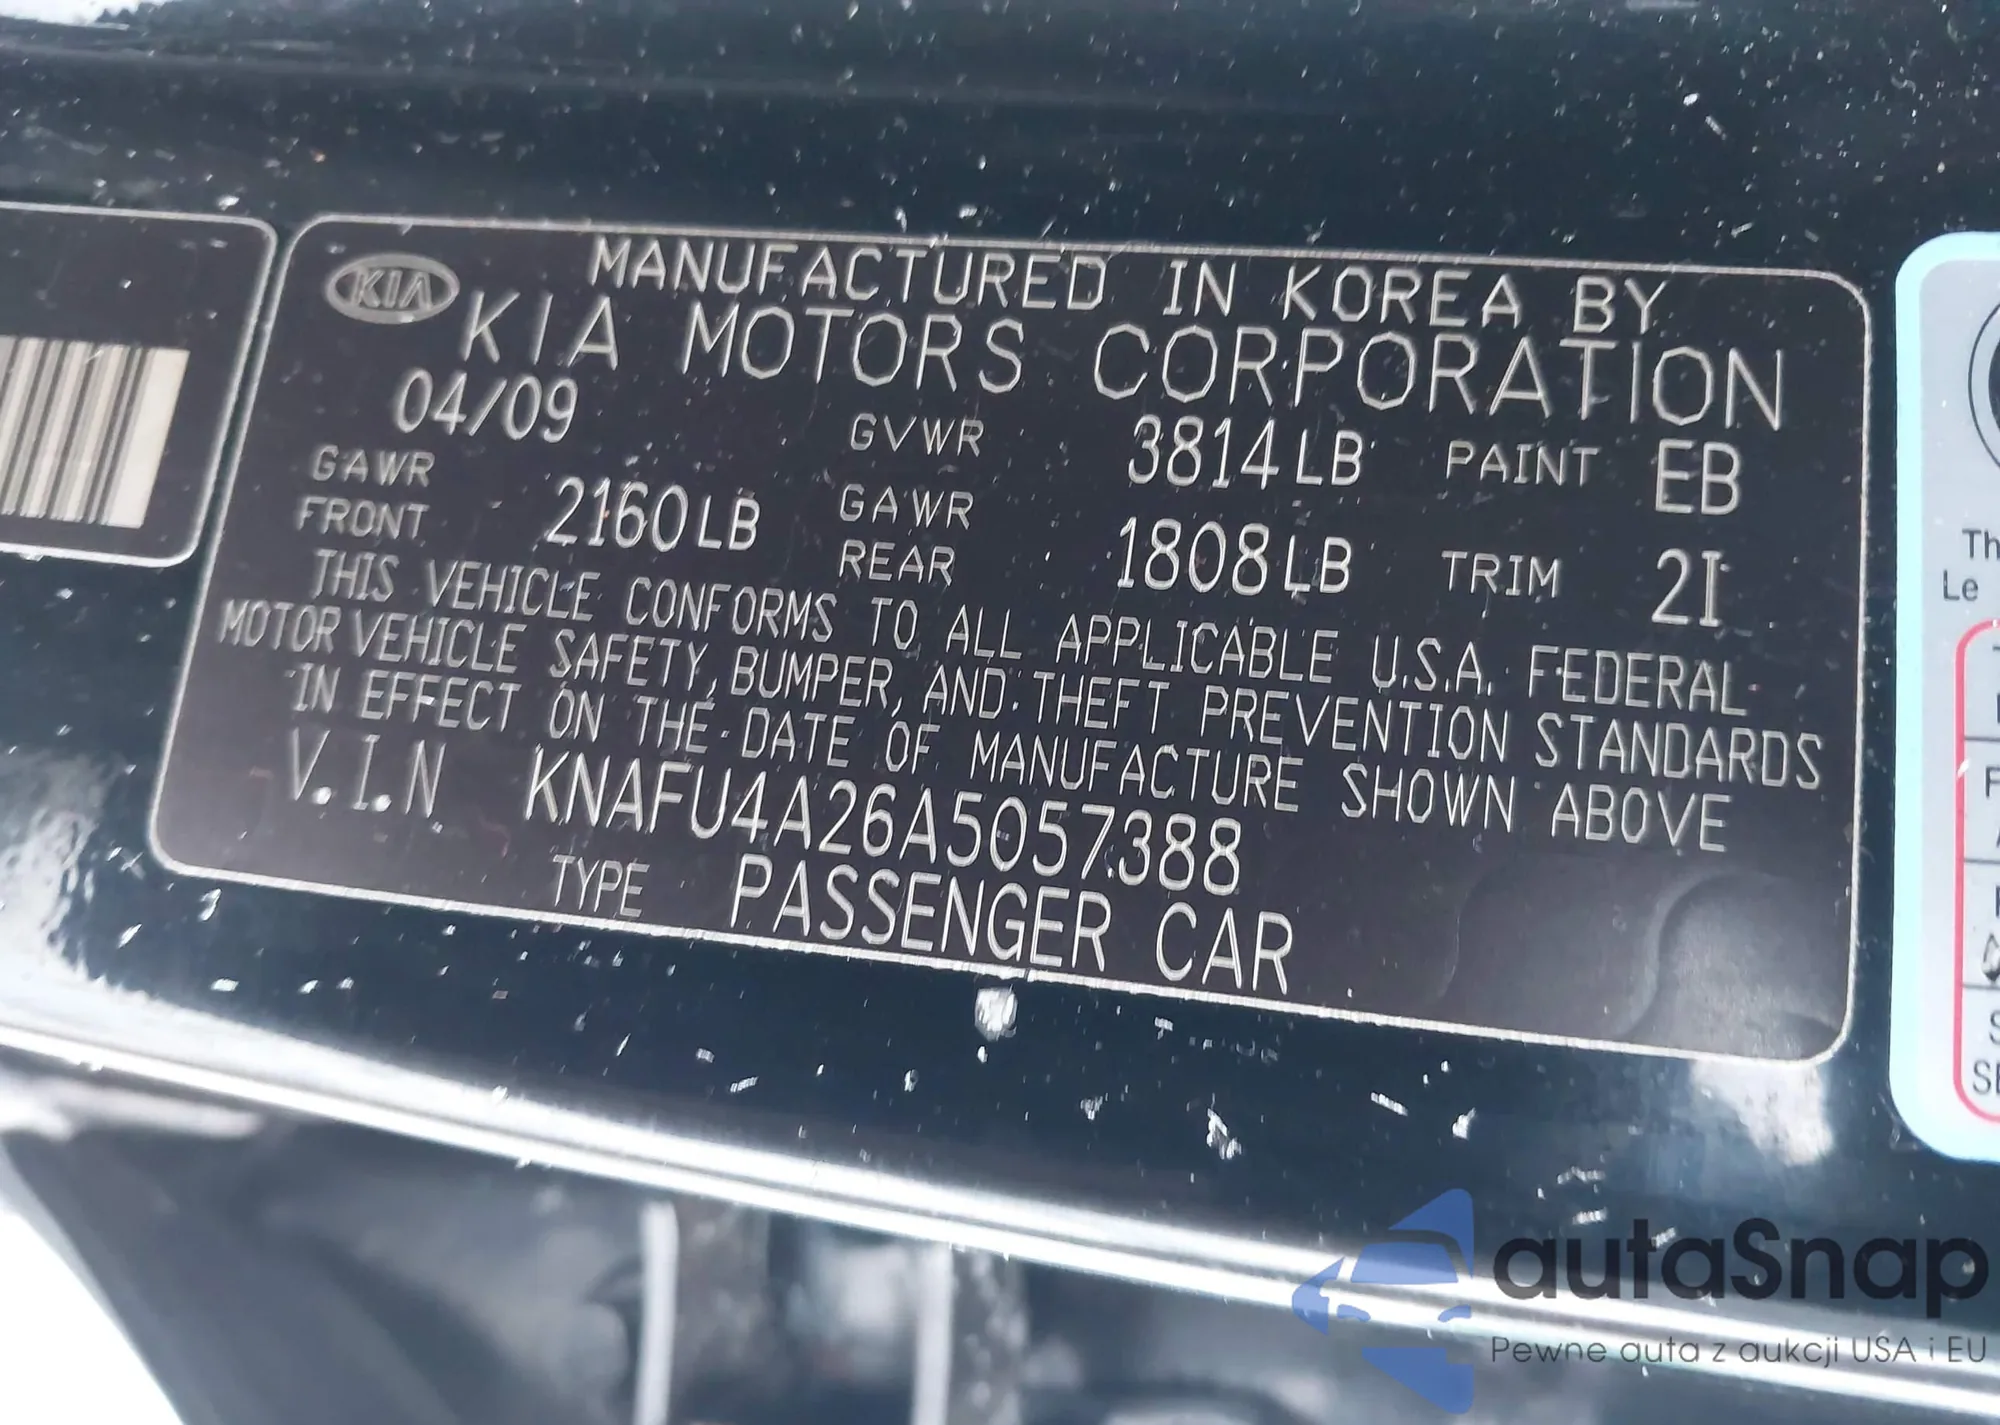 KIA
MANUFACTURED IN KOREA BY
KIA MOTORS CORPORATION
04/09 GVWR 3814LB PAINT EB
GAWR FRONT 2160LB GAWR REAR 1808LB TRIM 2I
THIS VEHICLE CONFORMS TO ALL APPLICABLE U.S.A. FEDERAL
MOTOR VEHICLE SAFETY, BUMPER, AND THEFT PREVENTION STANDARDS
IN EFFECT ON THE DATE OF MANUFACTURE SHOWN ABOVE
V.I.N KNAFU4A26A5057388
TYPE PASSENGER CAR
Le
autaSnap
Pewne auta z aukcji USA i EU